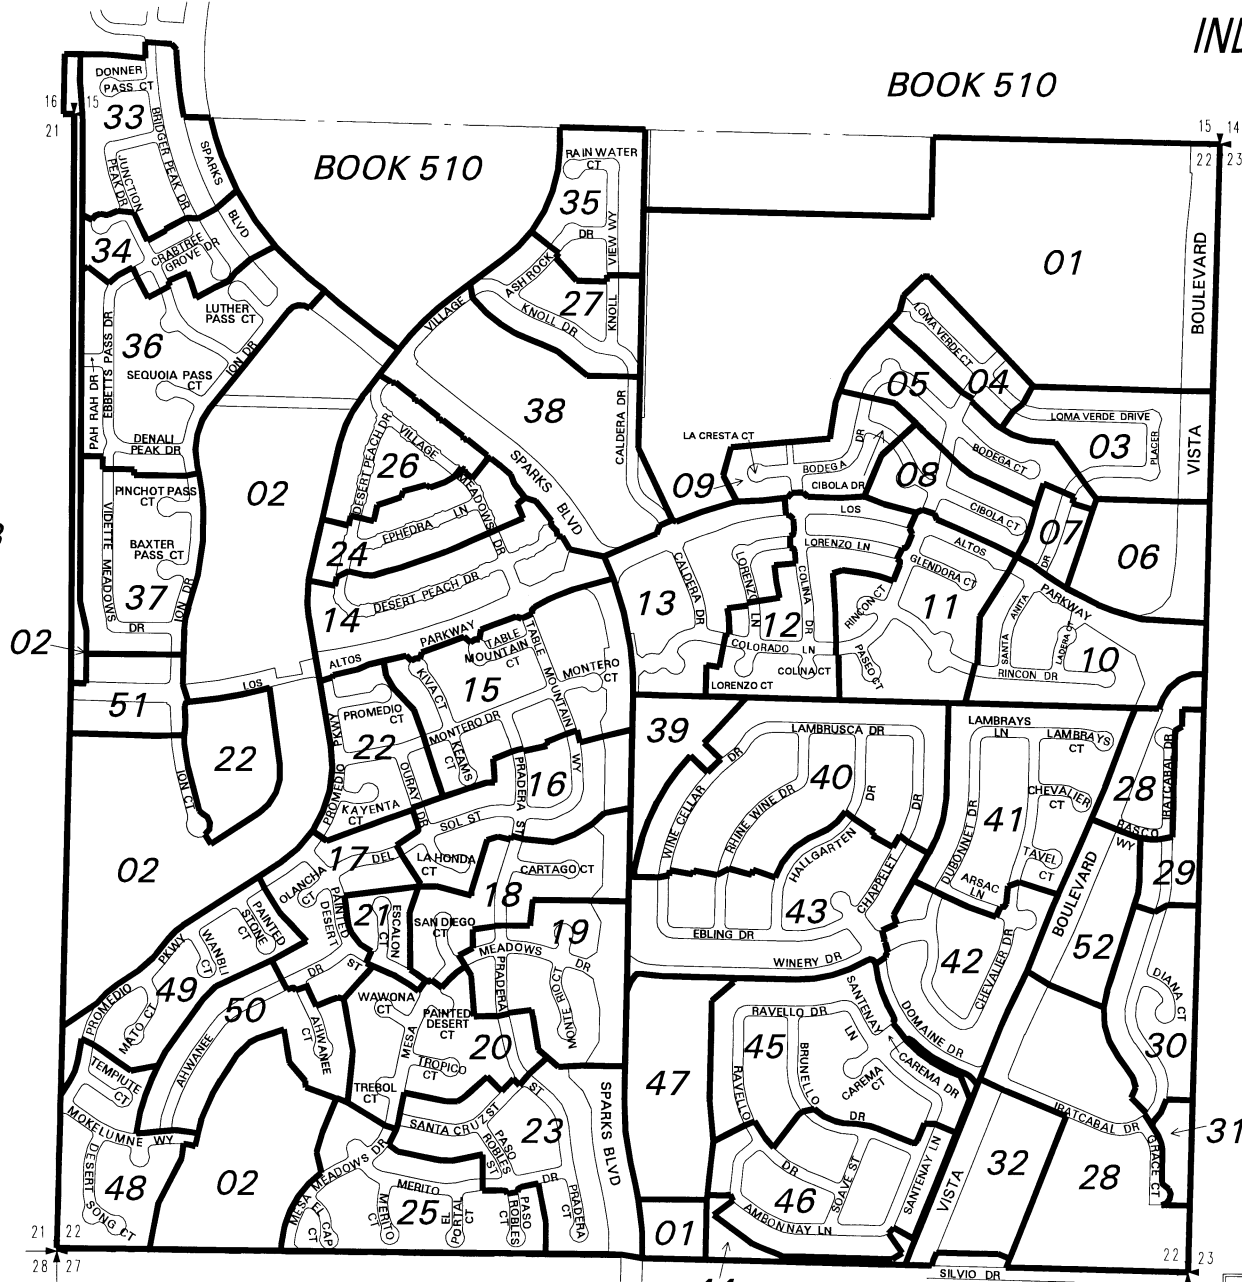 IND
BOOK 510
BOOK 510
16
15
21
15
14
22
23
DONNER
PASS CT
33
BRIDGER PEAK DR
JUNCTION
PEAK DR
SPARKS
BLVD
34
CRABTREE
GROVE DR
LUTHER
PASS CT
36
ION DR
PAH RAH DR
EBBETTS PASS DR
SEQUOIA PASS
CT
DENALI
PEAK DR
PINCHOT PASS
CT
VIDETTE MEADOWS
DR
BAXTER
PASS CT
37
ION DR
02
02
51
RAIN WATER
CT
35
DR
VIEW WY
KNOLL
ASH ROCK
27
KNOLL DR
VILLAGE
38
CALDERA DR
SPARKS BLVD
01
BOULEVARD
VISTA
LOMA VERDE CT
04
05
LOMA VERDE DRIVE
03
PLACER
LA CRESTA CT
09
BODEGA
DR
CIBOLA DR
08
BODEGA CT
CIBOLA CT
07
DR
06
26
DESERT PEACH DR
VILLAGE
MEADOWS
DR
24
EPHEDRA
LN
14
DESERT PEACH DR
LOS
ALTOS
PARKWAY
LOS
ALTOS
PARKWAY
13
CALDERA DR
LORENZO
LN
LORENZO LN
12
COLINA
DR
COLORADO LN
LORENZO CT
COLINA CT
RINCON CT
PASEO CT
GLENDORA CT
11
SANTA
ANITA
LADERA CT
10
RINCON DR
22
ION CT
PROMEDIO
CT
22
PROMEDIO
PKWY
KAYENTA
CT
OURAY
DR
KIVA CT
TABLE
MOUNTAIN
CT
15
TABLE
MOUNTAIN
WY
MONTERO
CT
MONTERO DR
KEAMS
CT
PRADERA ST
16
39
WINE CELLAR
DR
LAMBRUSCA DR
40
RHINE WINE DR
DR
DR
HALLGARTEN
CHAPPELET
43
EBLING DR
WINERY DR
LAMBRAYS
LN
LAMBRAYS
CT
CHEVALIER
CT
41
DUBONNET DR
TAVEL
CT
ARSAC
LN
42
CHEVALIER DR
DOMAINE DR
28
IRATCABAL DR
BASCO
WY
29
BOULEVARD
52
DIANA
CT
30
02
17
DEL
SOL ST
OLANCHA
CT
LA HONDA
CT
PAINTED
DESERT
DR
ST
21
ESCALON
CT
SAN DIEGO
CT
18
CARTAGO CT
19
MEADOWS
DR
PRADERA
MONTE
RIO CT
PAINTED
STONE
CT
WANBLI
CT
PKWY
PROMEDIO
49
MATO CT
50
AHWANEE
AHWANEE
CT
WAWONA
CT
MESA
PAINTED
DESERT
CT
20
TROPICO
CT
TREBOL
CT
TEMPIUTE
CT
MOKELUMNE WY
DESERT
SONG CT
48
02
SANTA CRUZ ST
PASO
ROBLES
ST
ST
23
DR
PRADERA
CT
MESA MEADOWS DR
MERITO
25
MERITO
CT
EL CAP
CT
EL
PORTAL
CT
PASO
ROBLES
CT
SPARKS BLVD
47
RAVELLO DR
45
RAVELLO
BRUNELLO
DR
SANTENAY
LN
CAREMA
CT
CAREMA DR
DR
46
SOAVE ST
SANTENAY LN
AMBONNAY LN
01
VISTA
32
28
IRATCABAL DR
GRACE CT
31
SILVIO DR
21
22
28
27
22
23